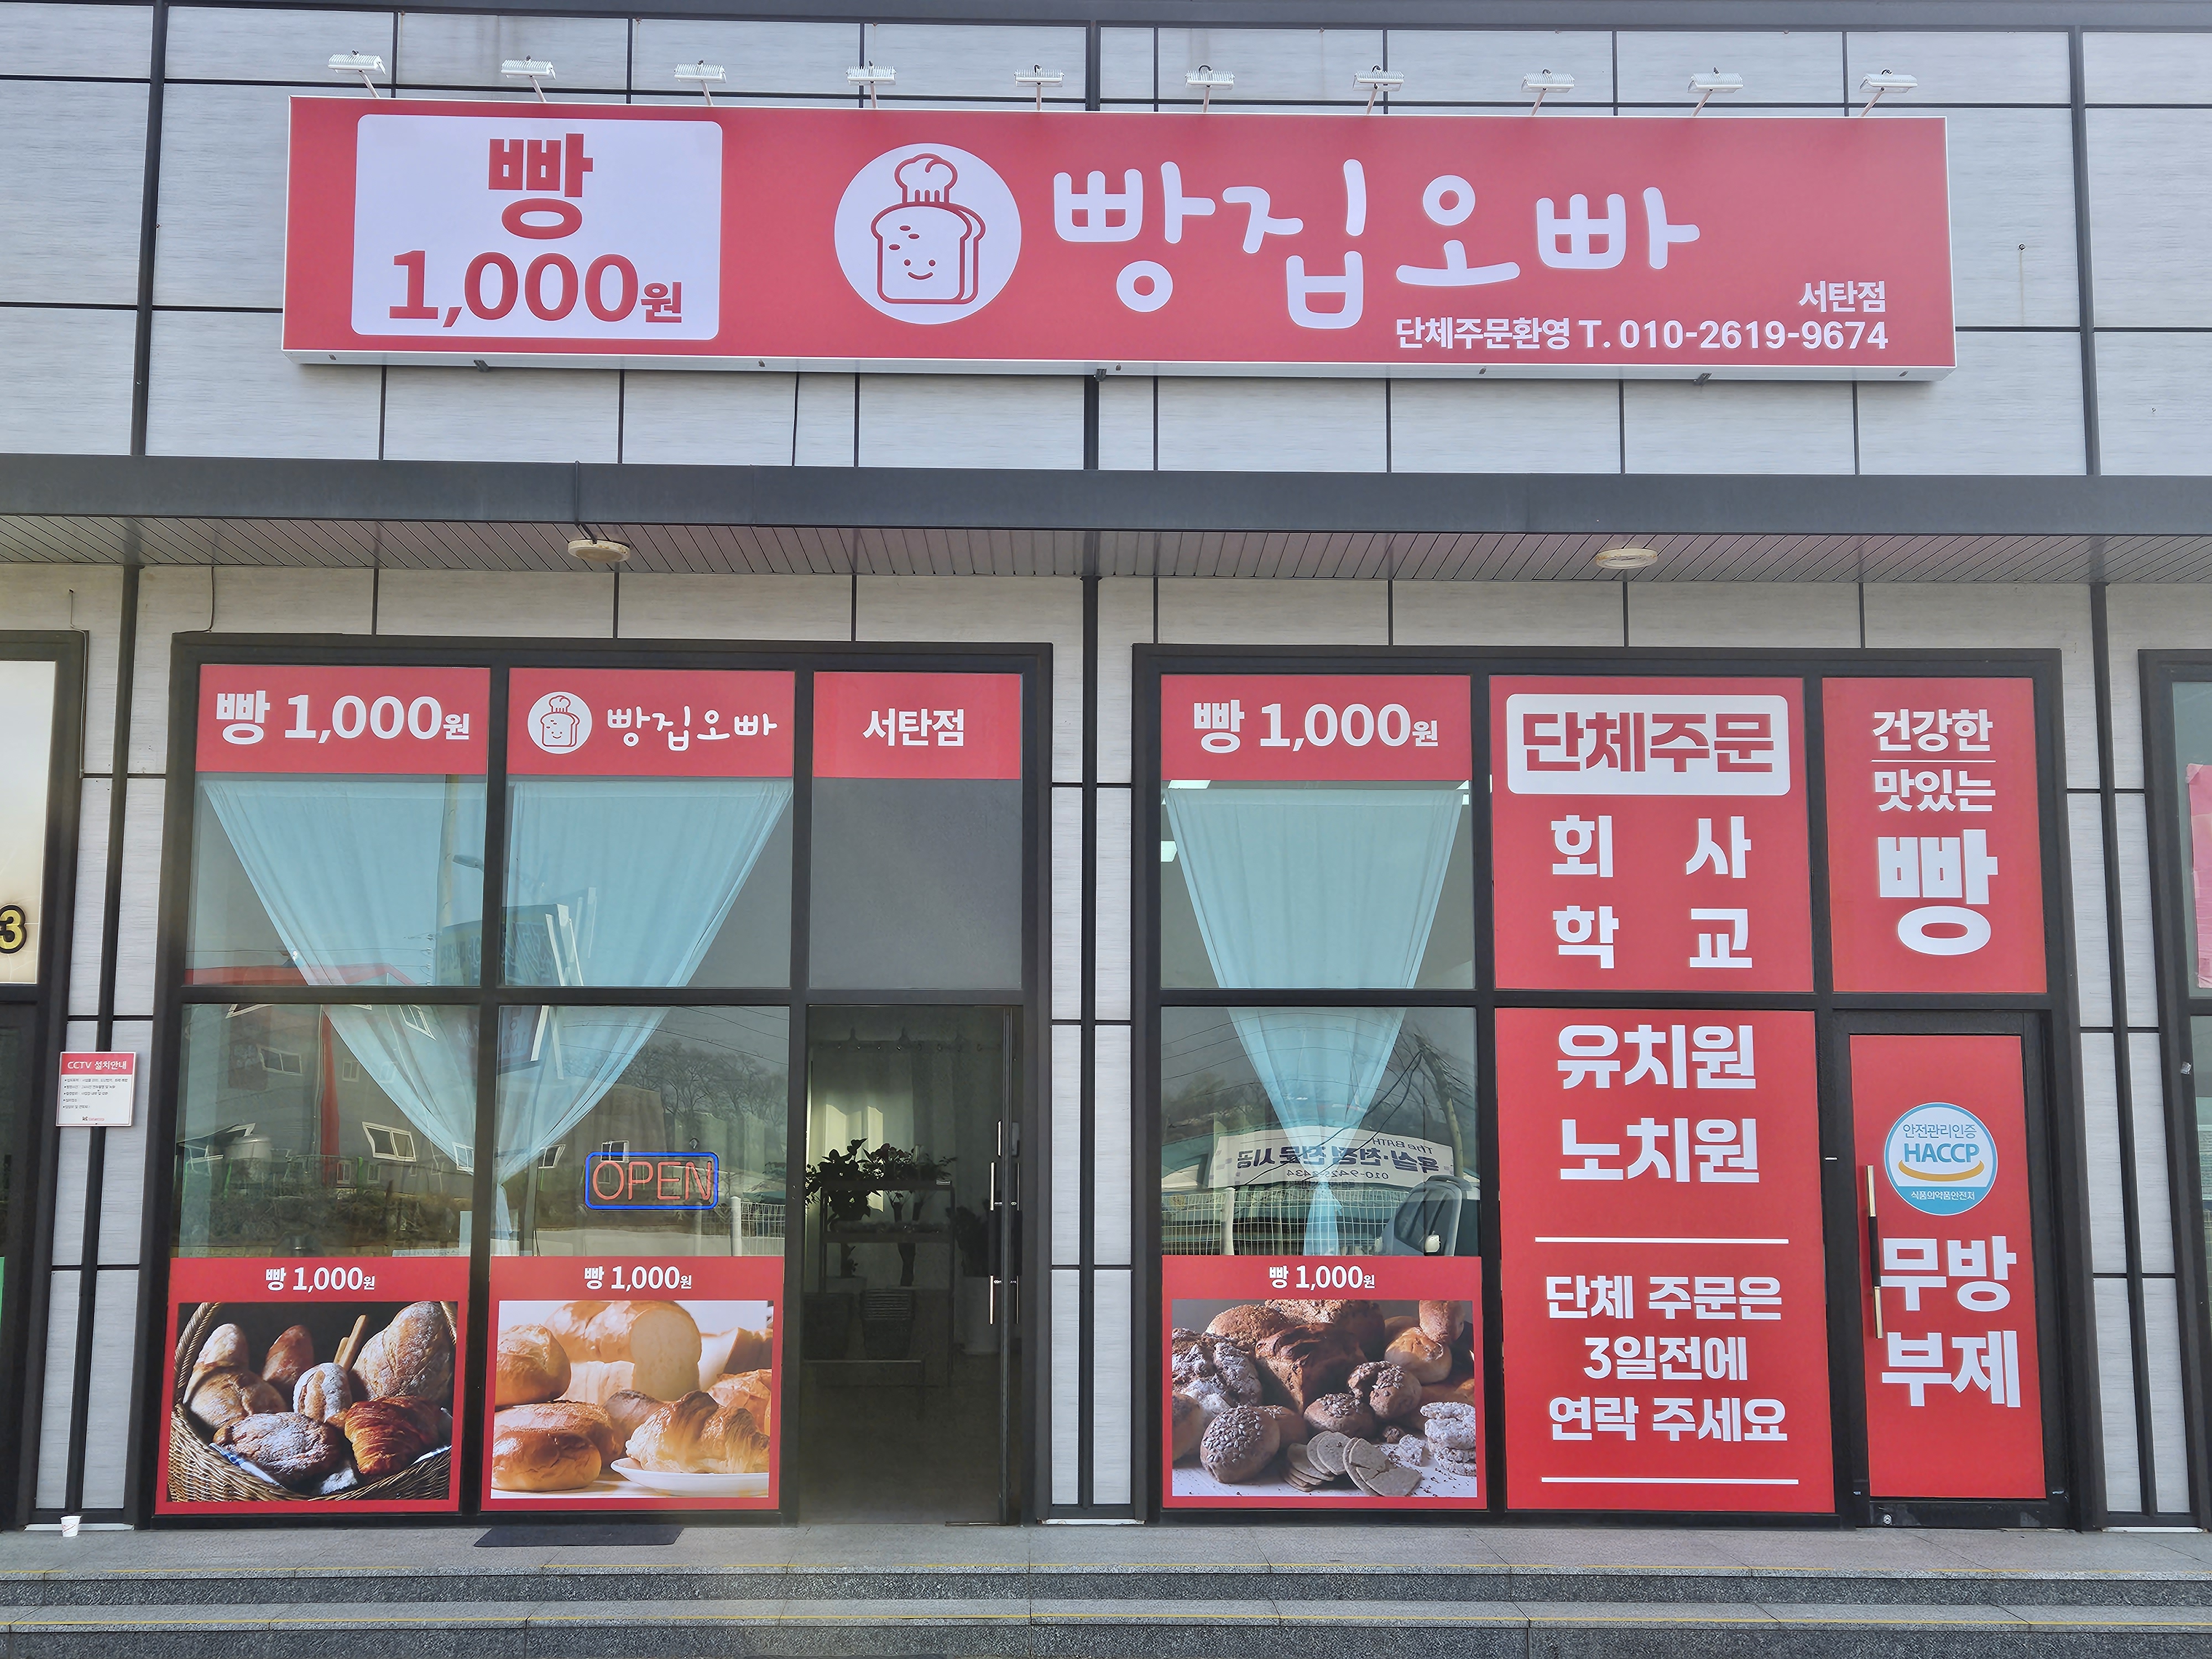 빵
1,000원
빵집오빠
서탄점
단체주문환영 T. 010-2619-9674
빵 1,000원
빵집오빠
서탄점
빵 1,000원
단체주문
회 사
학 교
유치원
노치원
단체 주문은
3일전에
연락 주세요
건강한
맛있는
빵
안전관리인증
HACCP
식품의약품안전처
무방
부제
3
CCTV 설치안내
OPEN
빵 1,000원
빵 1,000원
빵 1,000원